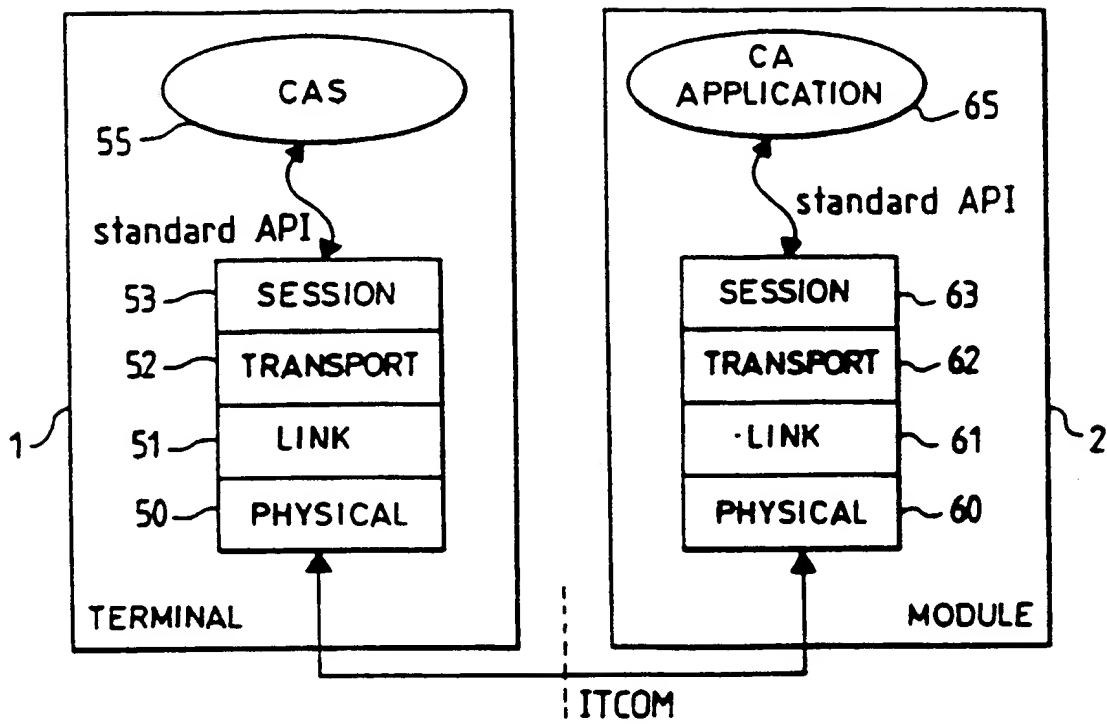 CAS
55
standard API
53
SESSION
52
TRANSPORT
51
LINK
50
PHYSICAL
1
TERMINAL
CA
APPLICATION
65
standard API
SESSION
63
TRANSPORT
62
LINK
61
PHYSICAL
60
2
MODULE
ITCOM